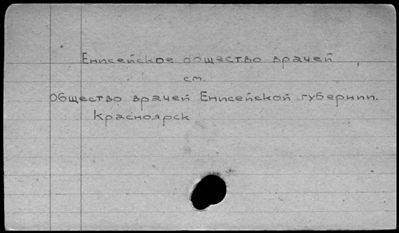 Енисейское общество врачей,
см.
Общество врачей Енисейской губернии.
Красноярск